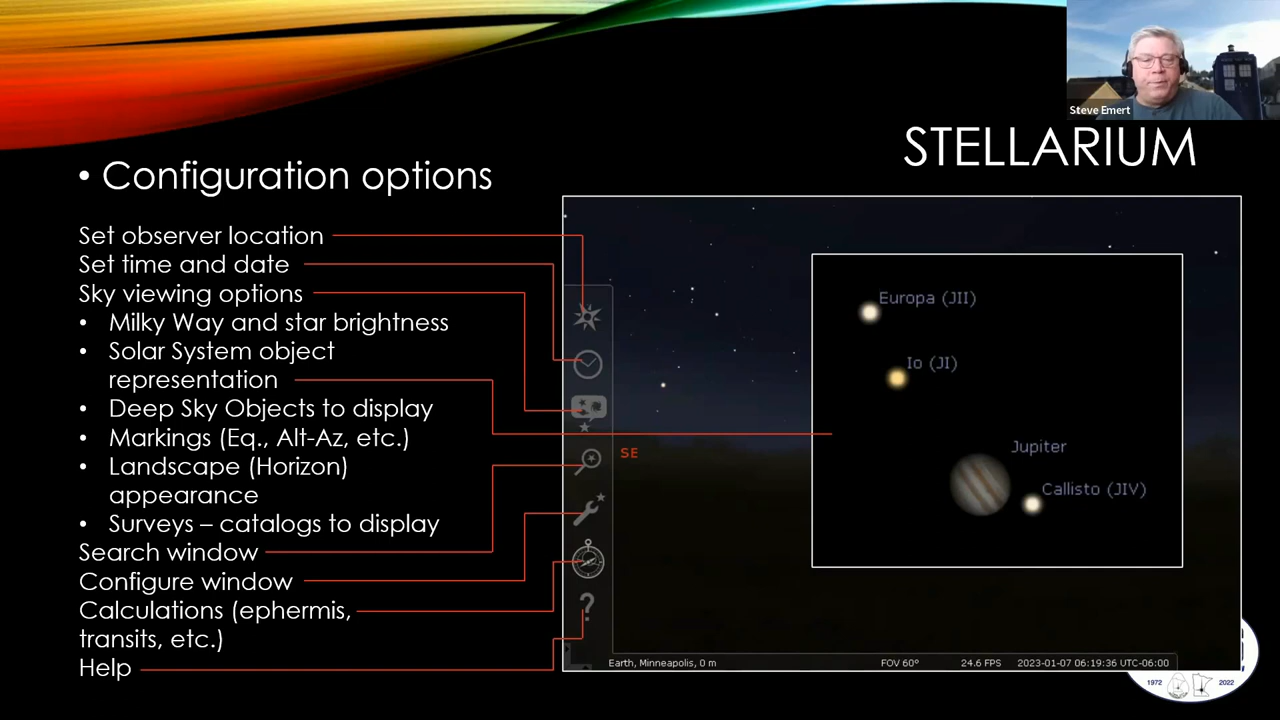 Steve Emert
STELLARIUM
• Configuration options
Set observer location
Set time and date
Sky viewing options
• Milky Way and star brightness
• Solar System object
representation
• Deep Sky Objects to display
• Markings (Eq., Alt-Az, etc.)
• Landscape (Horizon)
appearance
• Surveys – catalogs to display
Search window
Configure window
Calculations (ephermis,
transits, etc.)
Help
Europa (JII)
Io (JI)
Jupiter
Callisto (JIV)
SE
?
Earth, Minneapolis, 0 m FOV 60° 24.6 FPS 2023-01-07 06:19:36 UTC-06:00
1972 2022